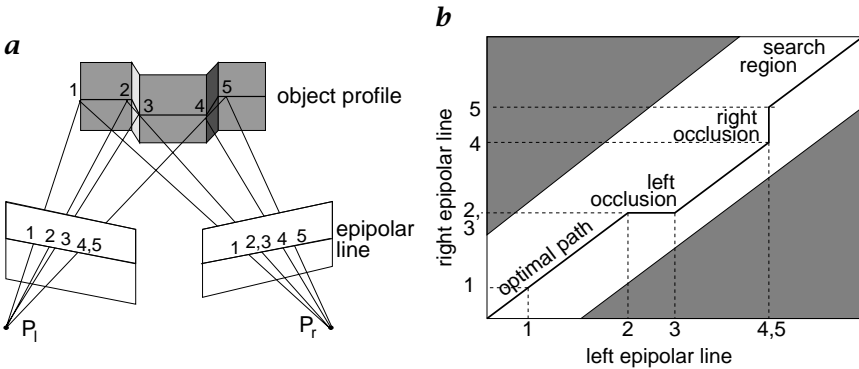 a
1 2 3 4 5
object profile
1 2 3 4,5
1 2,3 4 5
epipolar
line
Pl
Pr
b
search
region
right epipolar line
5
right
occlusion
4
left
occlusion
2,
3
optimal path
1
1 2 3 4,5
left epipolar line